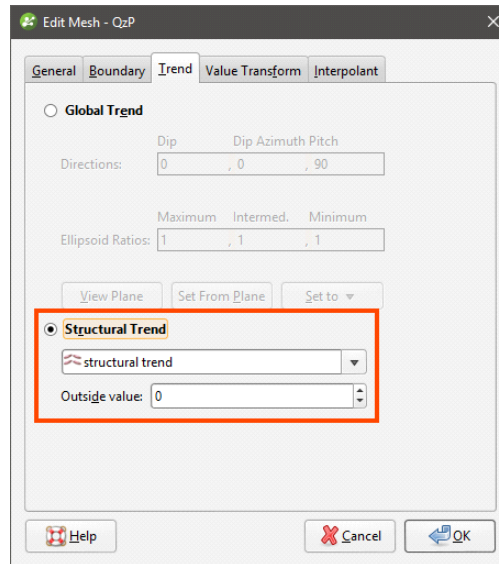 Edit Mesh - QzP
General Boundary Trend Value Transform Interpolant
Global Trend
Dip Dip Azimuth Pitch
Directions: 0 , 0 , 90
Maximum Intermed. Minimum
Ellipsoid Ratios: 1 , 1 , 1
View Plane Set From Plane Set to
Structural Trend
structural trend
Outside value: 0
Help Cancel OK